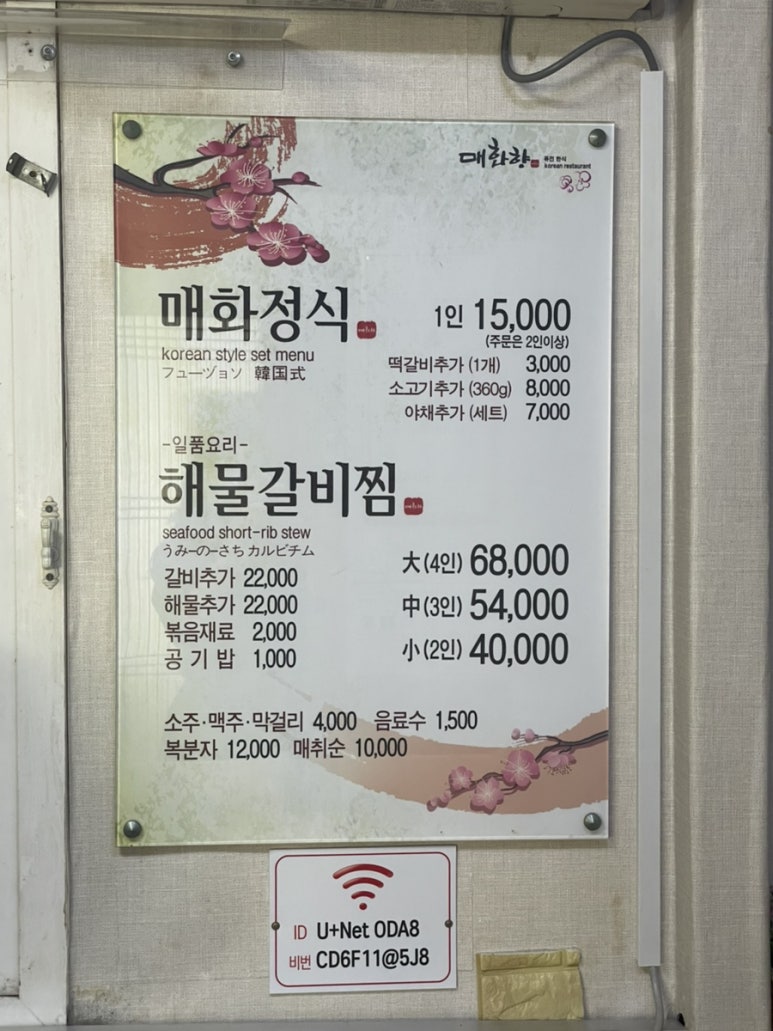 매화향 퓨전 한식
korean restaurant
매화정식 1인 15,000
(주문은 2인이상)
korean style set menu
フューヅョソ 韓国式
떡갈비추가 (1개) 3,000
소고기추가 (360g) 8,000
야채추가 (세트) 7,000
-일품요리-
해물갈비찜
seafood short-rib stew
うみーのーさち カルピチム
갈비추가 22,000
해물추가 22,000
볶음재료 2,000
공기밥 1,000
大(4인) 68,000
中(3인) 54,000
小(2인) 40,000
소주·맥주·막걸리 4,000 음료수 1,500
복분자 12,000 매취순 10,000
ID U+Net ODA8
비번 CD6F11@5J8